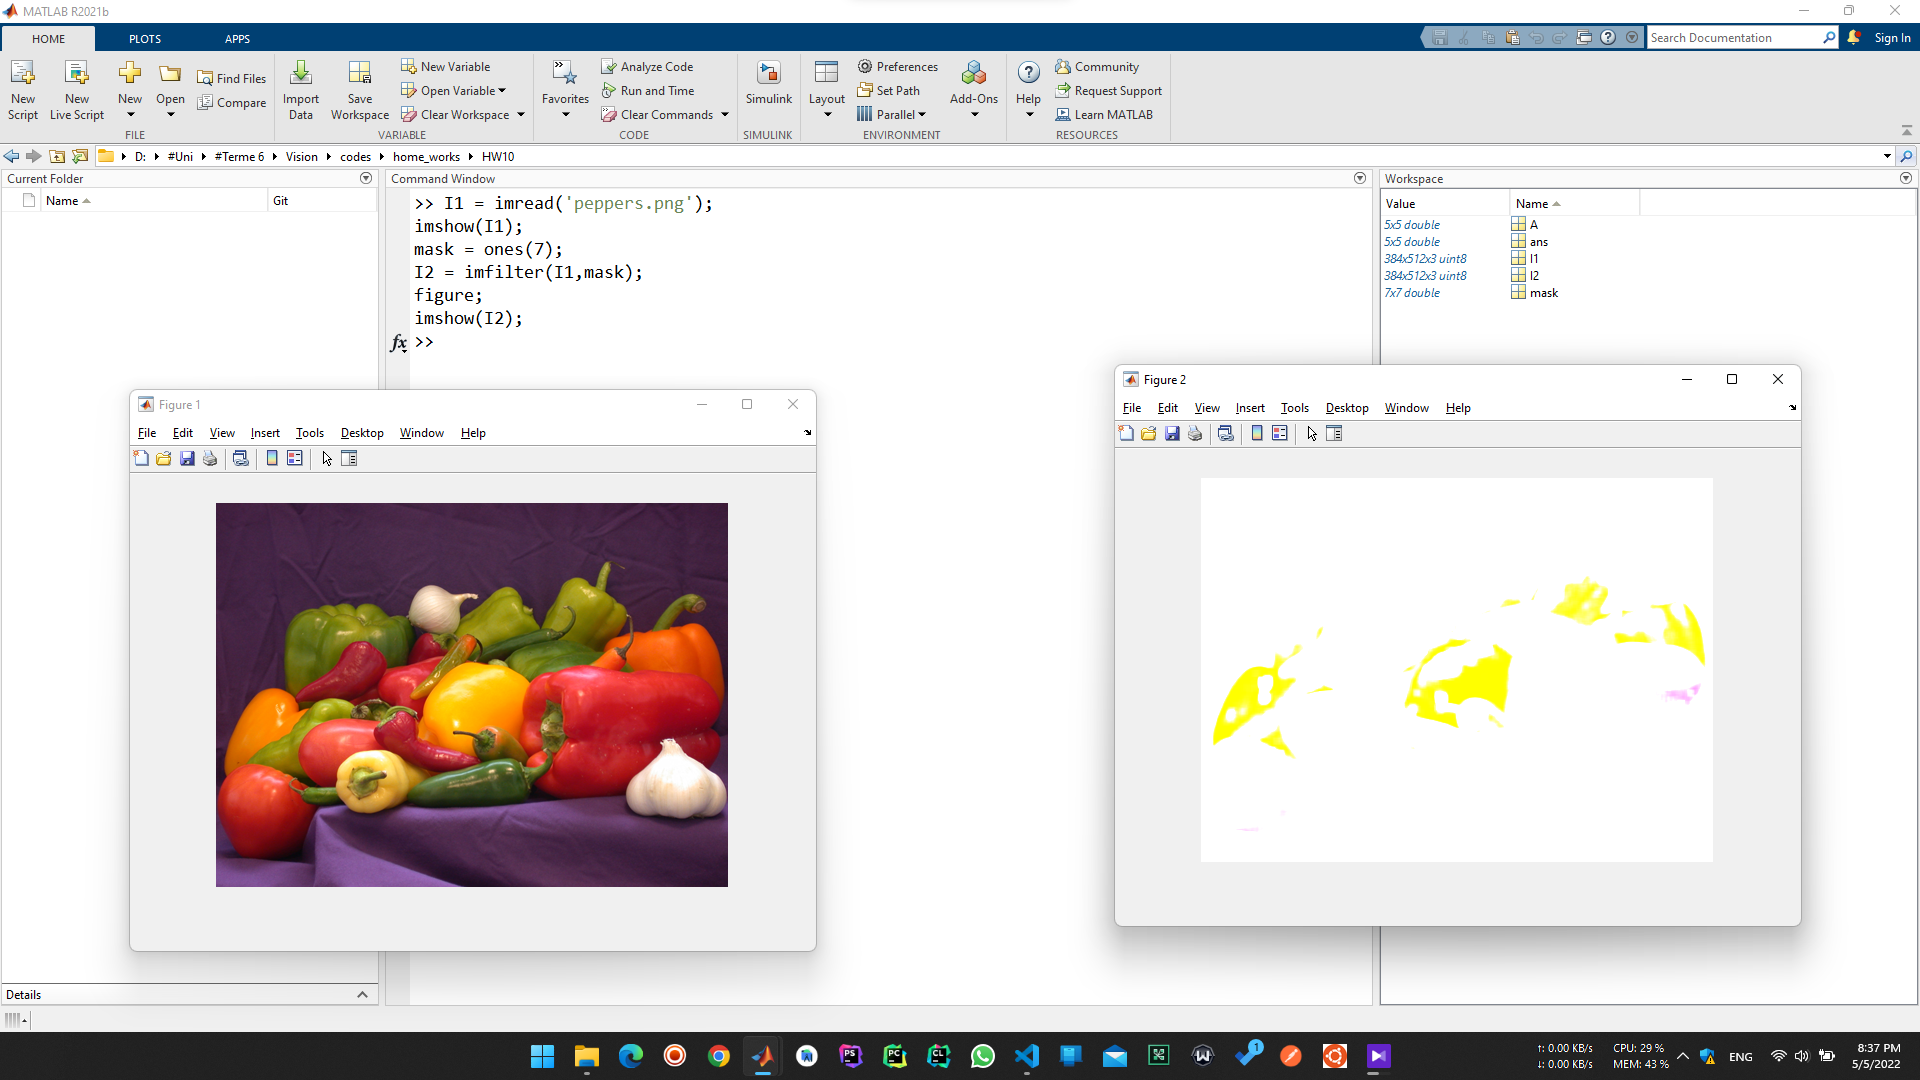 MATLAB R2021b
HOME PLOTS APPS
Search Documentation
Sign In
New Script
New Live Script
New
Open
Find Files
Compare
FILE
Import Data
Save Workspace
New Variable
Open Variable
Clear Workspace
VARIABLE
Favorites
Analyze Code
Run and Time
Clear Commands
CODE
Simulink
SIMULINK
Layout
Preferences
Set Path
Parallel
ENVIRONMENT
Add-Ons
Help
Community
Request Support
Learn MATLAB
RESOURCES
D: #Uni #Terme 6 Vision codes home_works HW10
Current Folder
Name Git
Command Window
>> I1 = imread('peppers.png');
imshow(I1);
mask = ones(7);
I2 = imfilter(I1,mask);
figure;
imshow(I2);
fx >>
Workspace
Value Name
5x5 double A
5x5 double ans
384x512x3 uint8 I1
384x512x3 uint8 I2
7x7 double mask
Figure 1
File Edit View Insert Tools Desktop Window Help
Figure 2
File Edit View Insert Tools Desktop Window Help
Details
PS
PC
CL
1
↑: 0.00 KB/s
↓: 0.00 KB/s
CPU: 29 %
MEM: 43 %
ENG
8:37 PM
5/5/2022